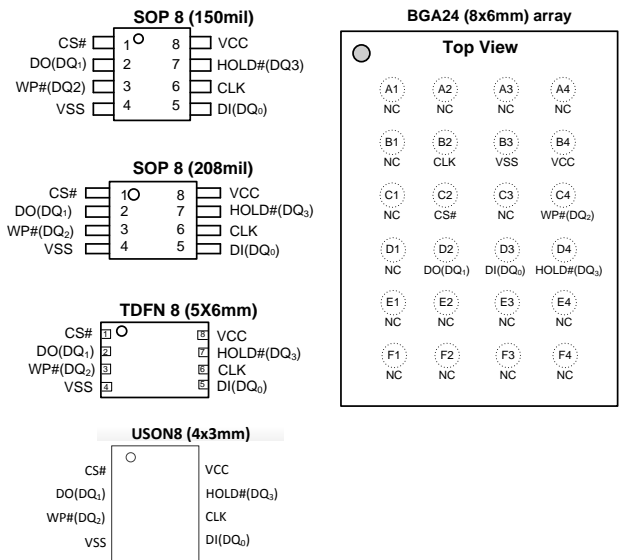 SOP 8 (150mil)
CS# 1 8 VCC
DO(DQ₁) 2 7 HOLD#(DQ3)
WP#(DQ2) 3 6 CLK
VSS 4 5 DI(DQ₀)
SOP 8 (208mil)
CS# 1 8 VCC
DO(DQ₁) 2 7 HOLD#(DQ₃)
WP#(DQ₂) 3 6 CLK
VSS 4 5 DI(DQ₀)
TDFN 8 (5X6mm)
CS# 1 8 VCC
DO(DQ₁) 2 7 HOLD#(DQ₃)
WP#(DQ₂) 3 6 CLK
VSS 4 5 DI(DQ₀)
USON8 (4x3mm)
CS# VCC
DO(DQ₁) HOLD#(DQ₃)
WP#(DQ₂) CLK
VSS DI(DQ₀)
BGA24 (8x6mm) array
Top View
A1 A2 A3 A4
NC NC NC NC
B1 B2 B3 B4
NC CLK VSS VCC
C1 C2 C3 C4
NC CS# NC WP#(DQ₂)
D1 D2 D3 D4
NC DO(DQ₁) DI(DQ₀) HOLD#(DQ₃)
E1 E2 E3 E4
NC NC NC NC
F1 F2 F3 F4
NC NC NC NC